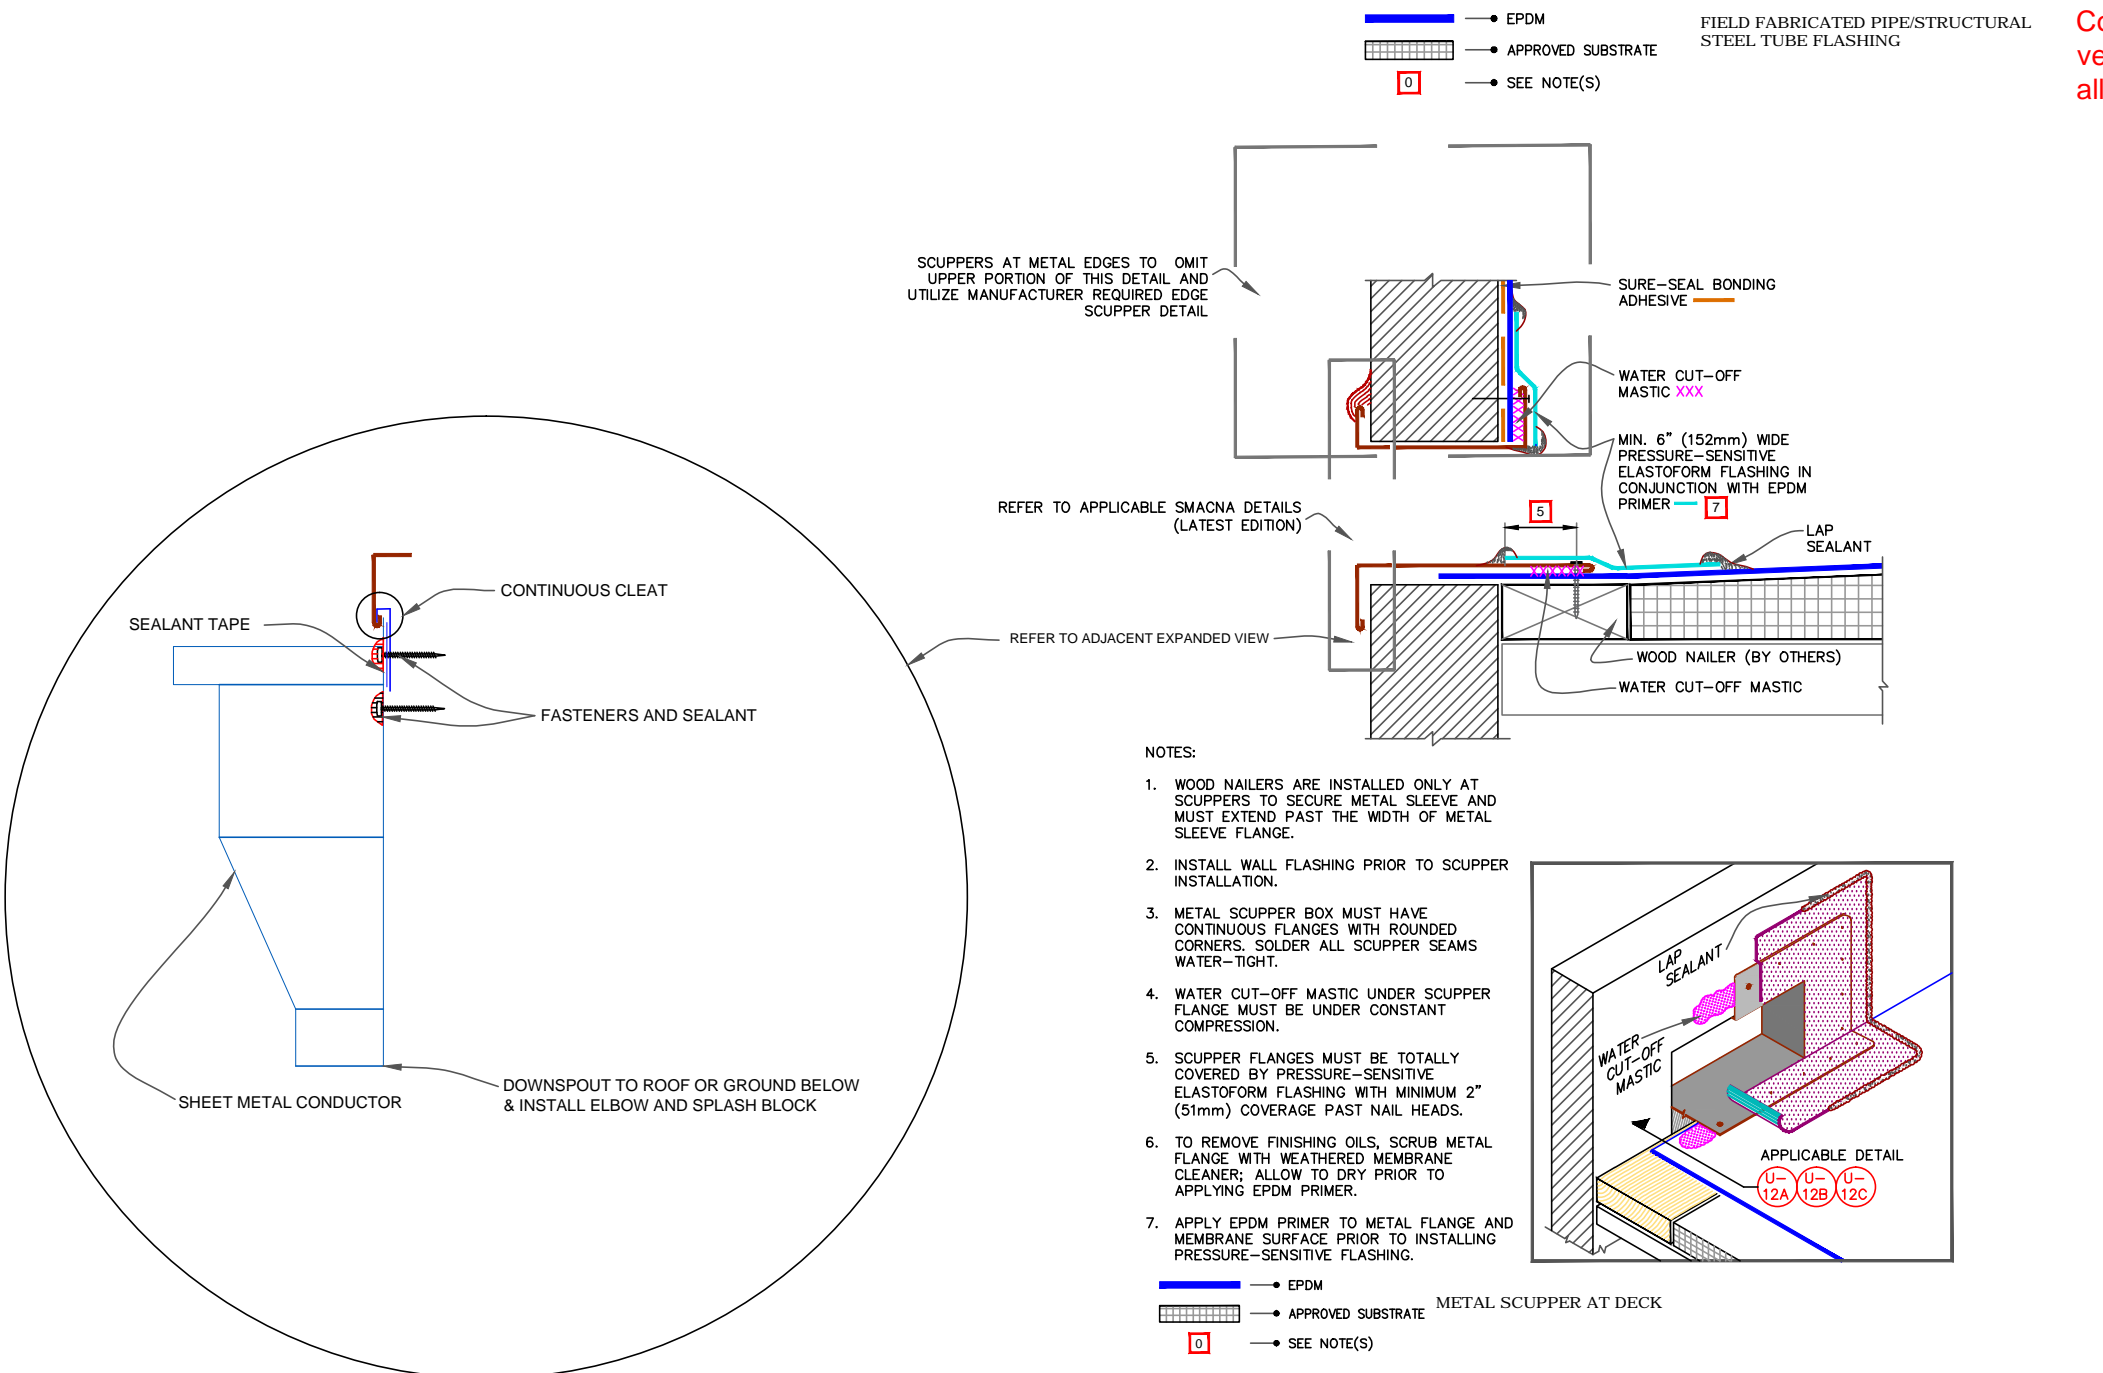 EPDM
APPROVED SUBSTRATE
0
SEE NOTE(S)
FIELD FABRICATED PIPE/STRUCTURAL
STEEL TUBE FLASHING
SCUPPERS AT METAL EDGES TO OMIT
UPPER PORTION OF THIS DETAIL AND
UTILIZE MANUFACTURER REQUIRED EDGE
SCUPPER DETAIL
SURE-SEAL BONDING
ADHESIVE
WATER CUT-OFF
MASTIC XXX
MIN. 6" (152mm) WIDE
PRESSURE-SENSITIVE
ELASTOFORM FLASHING IN
CONJUNCTION WITH EPDM
PRIMER
7
REFER TO APPLICABLE SMACNA DETAILS
(LATEST EDITION)
5
LAP
SEALANT
REFER TO ADJACENT EXPANDED VIEW
WOOD NAILER (BY OTHERS)
WATER CUT-OFF MASTIC
CONTINUOUS CLEAT
SEALANT TAPE
FASTENERS AND SEALANT
SHEET METAL CONDUCTOR
DOWNSPOUT TO ROOF OR GROUND BELOW
& INSTALL ELBOW AND SPLASH BLOCK
NOTES:
1. WOOD NAILERS ARE INSTALLED ONLY AT
SCUPPERS TO SECURE METAL SLEEVE AND
MUST EXTEND PAST THE WIDTH OF METAL
SLEEVE FLANGE.
2. INSTALL WALL FLASHING PRIOR TO SCUPPER
INSTALLATION.
3. METAL SCUPPER BOX MUST HAVE
CONTINUOUS FLANGES WITH ROUNDED
CORNERS. SOLDER ALL SCUPPER SEAMS
WATER-TIGHT.
4. WATER CUT-OFF MASTIC UNDER SCUPPER
FLANGE MUST BE UNDER CONSTANT
COMPRESSION.
5. SCUPPER FLANGES MUST BE TOTALLY
COVERED BY PRESSURE-SENSITIVE
ELASTOFORM FLASHING WITH MINIMUM 2"
(51mm) COVERAGE PAST NAIL HEADS.
6. TO REMOVE FINISHING OILS, SCRUB METAL
FLANGE WITH WEATHERED MEMBRANE
CLEANER; ALLOW TO DRY PRIOR TO
APPLYING EPDM PRIMER.
7. APPLY EPDM PRIMER TO METAL FLANGE AND
MEMBRANE SURFACE PRIOR TO INSTALLING
PRESSURE-SENSITIVE FLASHING.
LAP
SEALANT
WATER
CUT-OFF
MASTIC
APPLICABLE DETAIL
U-
12A
U-
12B
U-
12C
EPDM
APPROVED SUBSTRATE
0
SEE NOTE(S)
METAL SCUPPER AT DECK